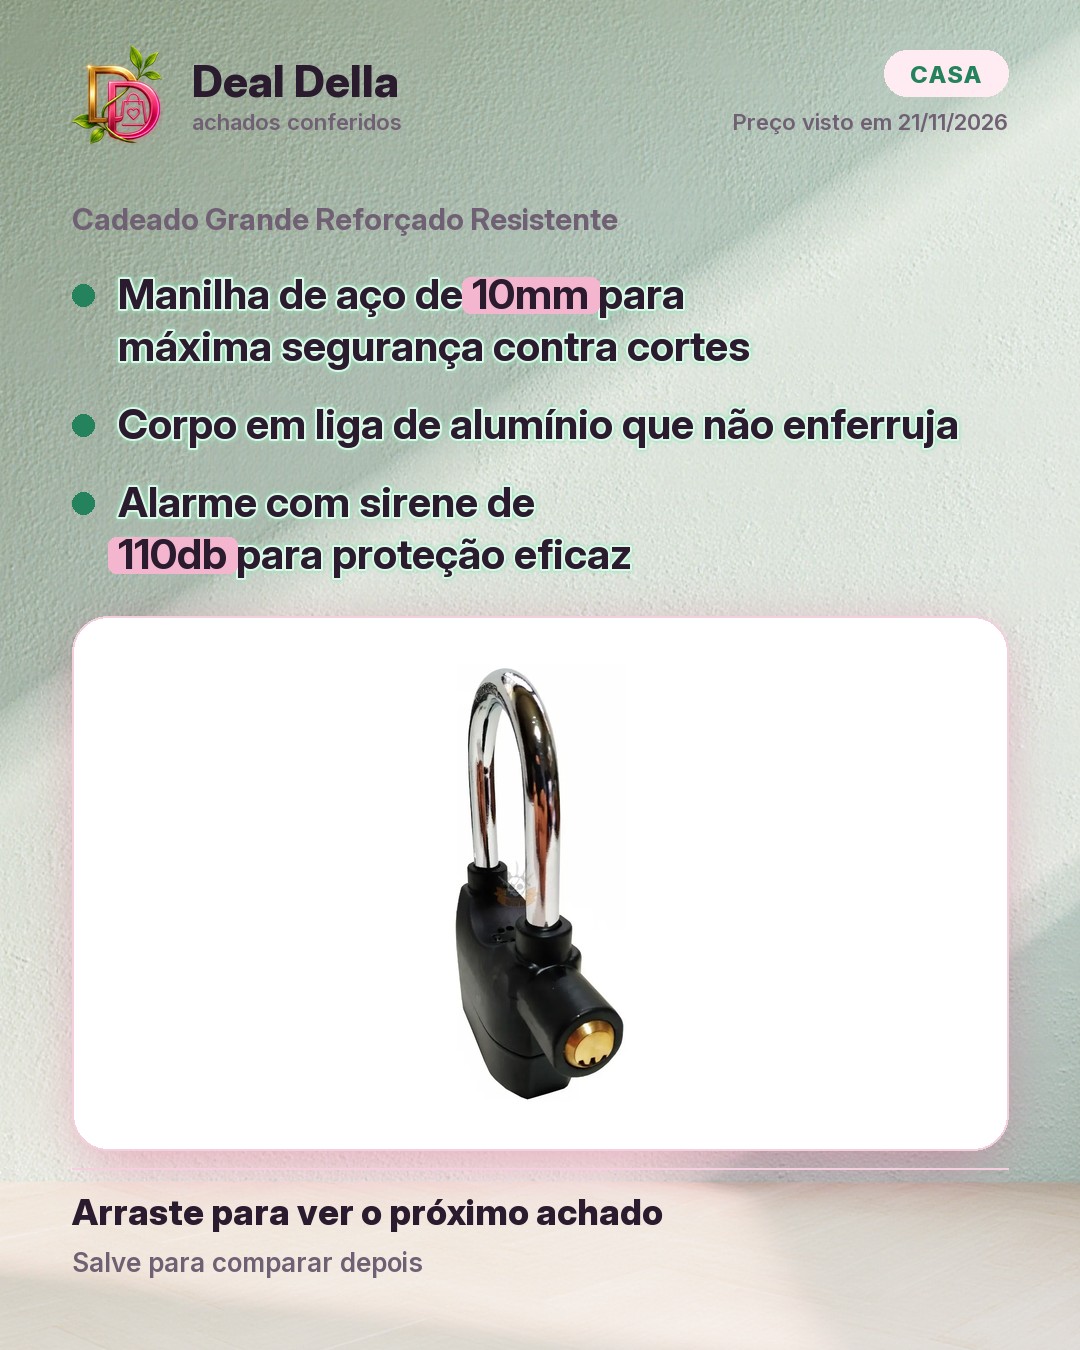 Deal Della
achados conferidos
CASA
Preço visto em 21/11/2026
Cadeado Grande Reforçado Resistente
Manilha de aço de 10mm para
máxima segurança contra cortes
Corpo em liga de alumínio que não enferruja
Alarme com sirene de
110db para proteção eficaz
Arraste para ver o próximo achado
Salve para comparar depois